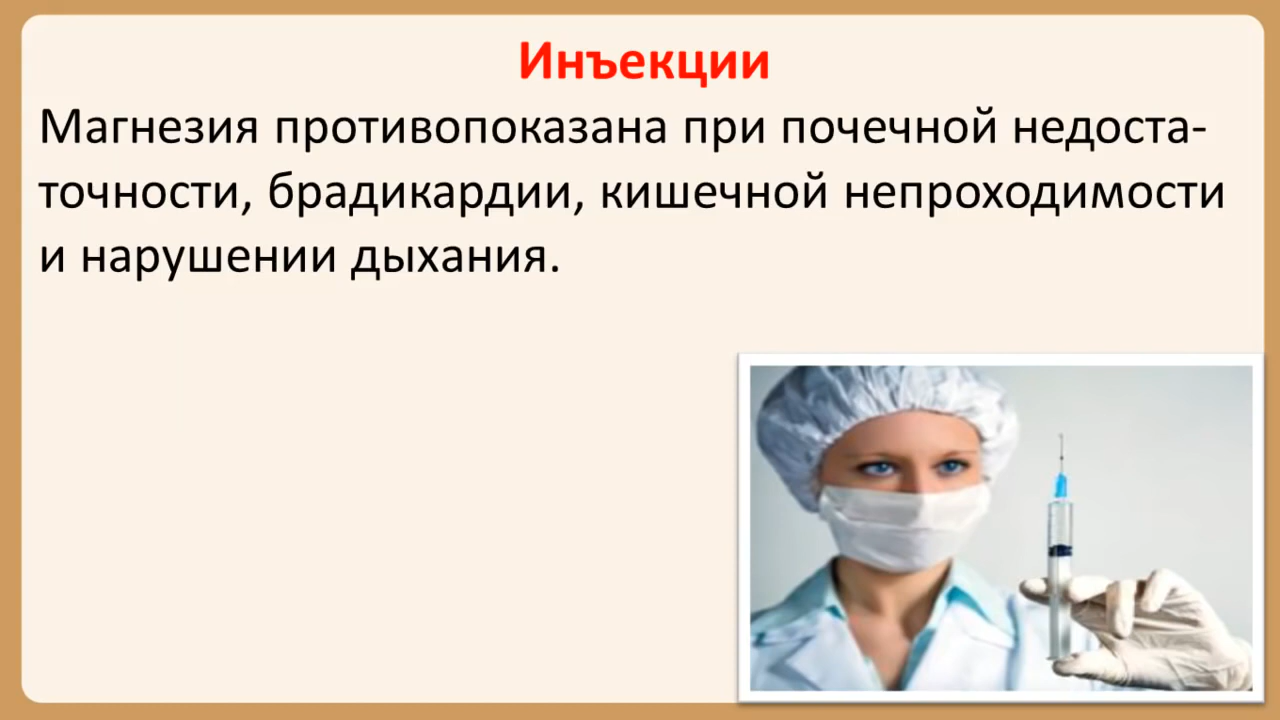 Инъекции
Магнезия противопоказана при почечной недоста-
точности, брадикардии, кишечной непроходимости
и нарушении дыхания.